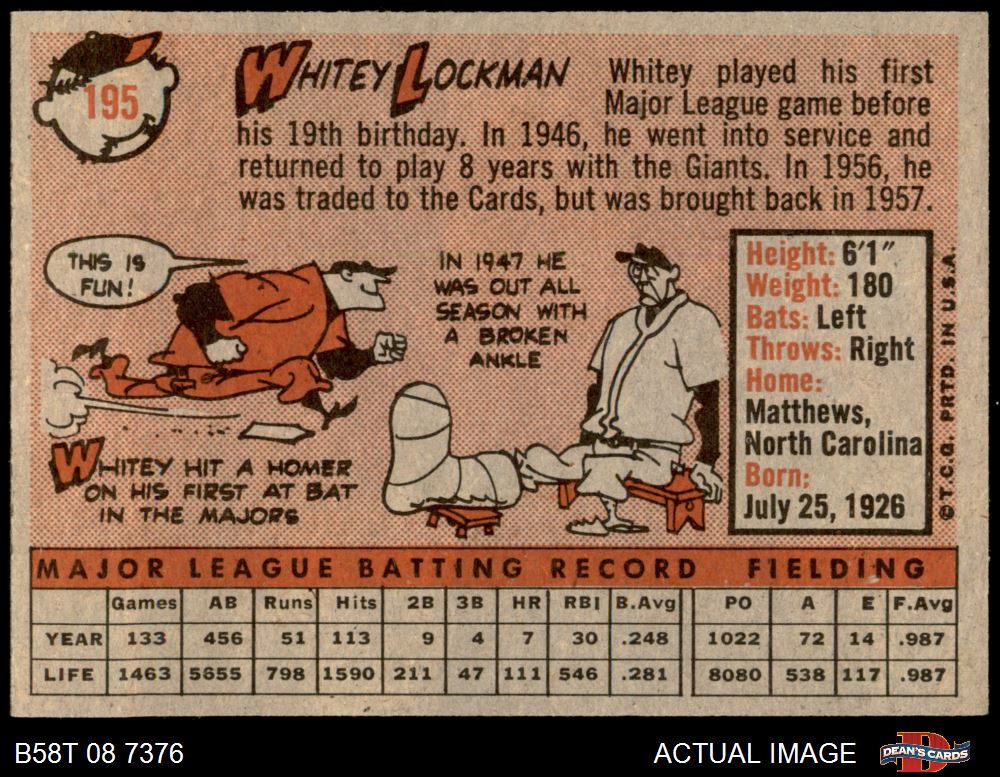 195
WHITEY LOCKMAN
Whitey played his first
Major League game before
his 19th birthday. In 1946, he went into service and
returned to play 8 years with the Giants. In 1956, he
was traded to the Cards, but was brought back in 1957.
THIS IS
FUN!
WHITEY HIT A HOMER
ON HIS FIRST AT BAT
IN THE MAJORS
IN 1947 HE
WAS OUT ALL
SEASON WITH
A BROKEN
ANKLE
Height: 6'1"
Weight: 180
Bats: Left
Throws: Right
Home:
Matthews,
North Carolina
Born:
July 25, 1926
© T.C.G. PRTD. IN U.S.A.
MAJOR LEAGUE BATTING RECORD FIELDING
Games AB Runs Hits 2B 3B HR RBI B.Avg PO A E F.Avg
YEAR 133 456 51 113 9 4 7 30 .248 1022 72 14 .987
LIFE 1463 5655 798 1590 211 47 111 546 .281 8080 538 117 .987
B58T 08 7376 ACTUAL IMAGE D DEAN'S CARDS